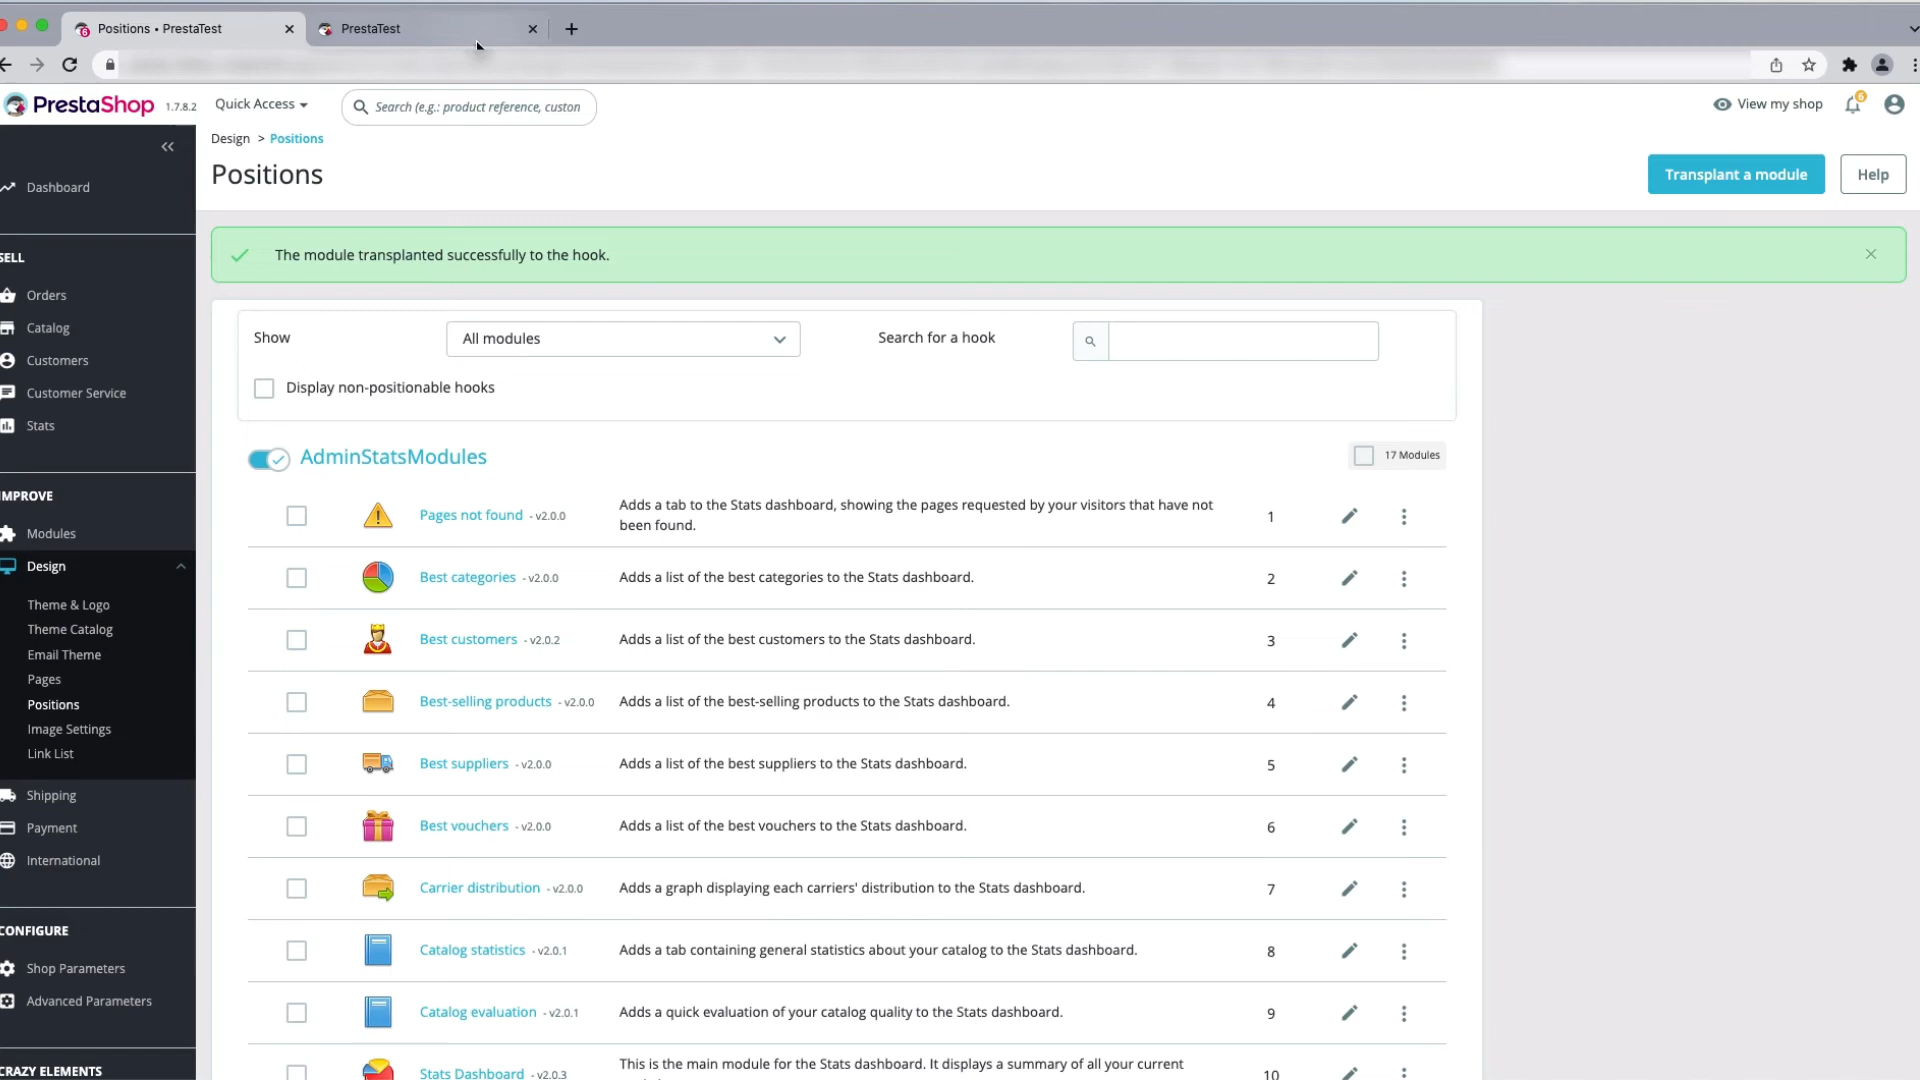 Positions • PrestaTest
PrestaTest
PrestaShop 1.7.8.2
Quick Access
Search (e.g.: product reference, custon
View my shop
6
Design > Positions
Positions
Transplant a module
Help
The module transplanted successfully to the hook.
Dashboard
SELL
Orders
Catalog
Customers
Customer Service
Stats
IMPROVE
Modules
Design
Theme & Logo
Theme Catalog
Email Theme
Pages
Positions
Image Settings
Link List
Shipping
Payment
International
CONFIGURE
Shop Parameters
Advanced Parameters
CRAZY ELEMENTS
Show
All modules
Search for a hook
Display non-positionable hooks
AdminStatsModules
17 Modules
Pages not found - v2.0.0
Adds a tab to the Stats dashboard, showing the pages requested by your visitors that have not
been found.
1
Best categories - v2.0.0
Adds a list of the best categories to the Stats dashboard.
2
Best customers - v2.0.2
Adds a list of the best customers to the Stats dashboard.
3
Best-selling products - v2.0.0
Adds a list of the best-selling products to the Stats dashboard.
4
Best suppliers - v2.0.0
Adds a list of the best suppliers to the Stats dashboard.
5
Best vouchers - v2.0.0
Adds a list of the best vouchers to the Stats dashboard.
6
Carrier distribution - v2.0.0
Adds a graph displaying each carriers' distribution to the Stats dashboard.
7
Catalog statistics - v2.0.1
Adds a tab containing general statistics about your catalog to the Stats dashboard.
8
Catalog evaluation - v2.0.1
Adds a quick evaluation of your catalog quality to the Stats dashboard.
9
Stats Dashboard - v2.0.3
This is the main module for the Stats dashboard. It displays a summary of all your current
10